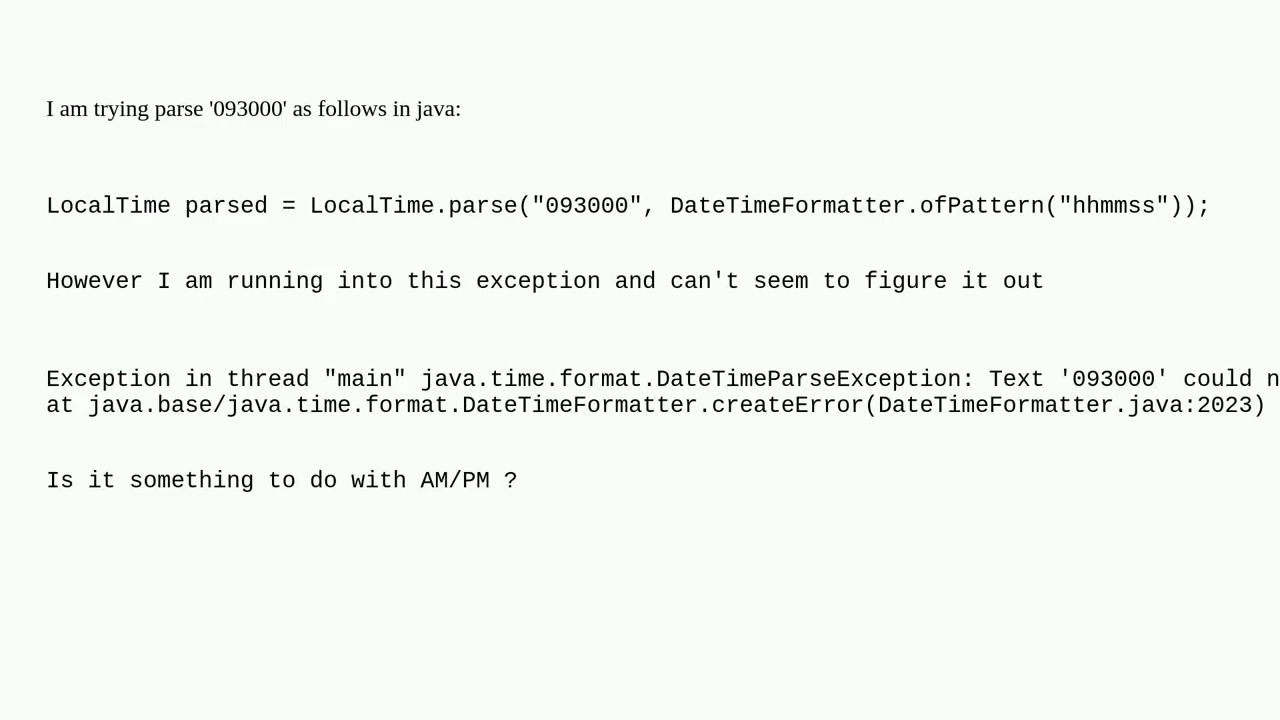 I am trying parse '093000' as follows in java:
LocalTime parsed = LocalTime.parse("093000", DateTimeFormatter.ofPattern("hhmmss"));
However I am running into this exception and can't seem to figure it out
Exception in thread "main" java.time.format.DateTimeParseException: Text '093000' could n
at java.base/java.time.format.DateTimeFormatter.createError(DateTimeFormatter.java:2023)
Is it something to do with AM/PM ?